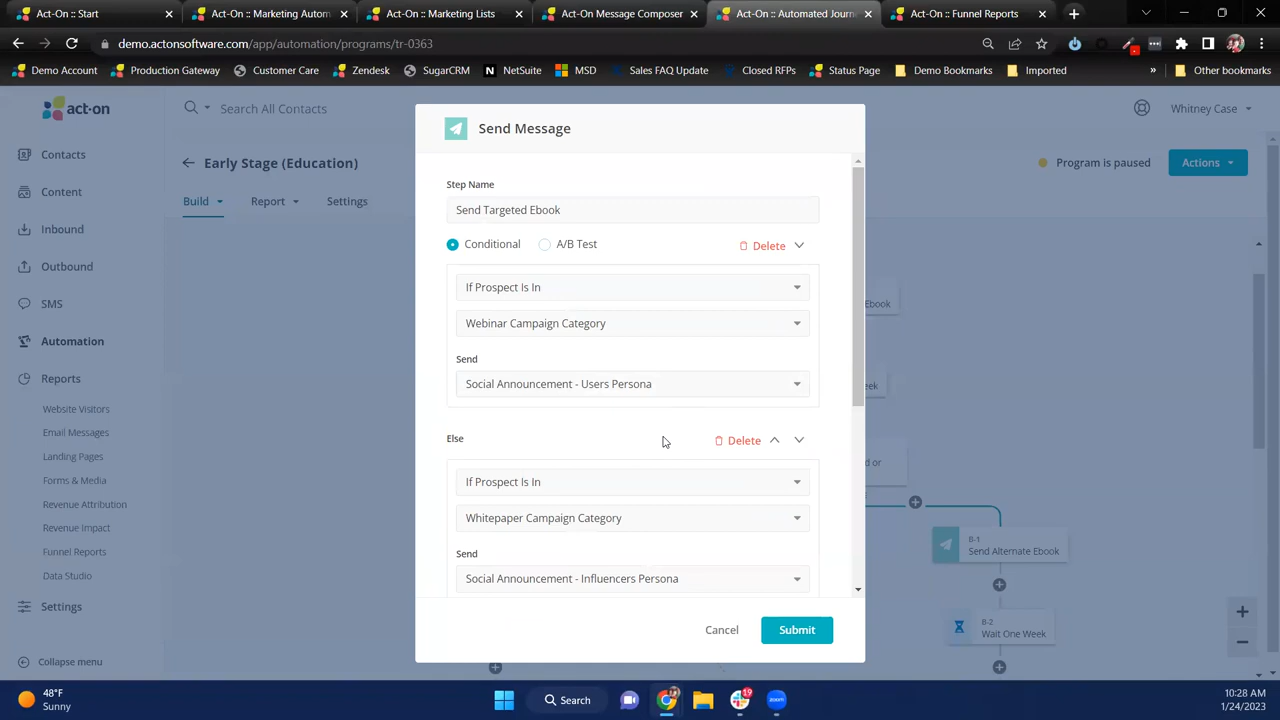 Act-On :: Start
Act-On :: Marketing Autom
Act-On :: Marketing Lists
Act-On :: Message Composer
Act-On :: Automated Journe
Act-On :: Funnel Reports
demo.actonsoftware.com/app/automation/programs/tr-0363
Demo Account
Production Gateway
Customer Care
Zendesk
SugarCRM
NetSuite
MSD
Sales FAQ Update
Closed RFPs
Status Page
Demo Bookmarks
Imported
»
Other bookmarks
act-on
Search All Contacts
Whitney Case
Contacts
Content
Inbound
Outbound
SMS
Automation
Reports
Website Visitors
Email Messages
Landing Pages
Forms & Media
Revenue Attribution
Revenue Impact
Funnel Reports
Data Studio
Settings
Collapse menu
Early Stage (Education)
Program is paused
Actions
Build
Report
Settings
Send Message
Step Name
Send Targeted Ebook
Conditional
A/B Test
Delete
If Prospect Is In
Webinar Campaign Category
Send
Social Announcement - Users Persona
Else
Delete
If Prospect Is In
Whitepaper Campaign Category
Send
Social Announcement - Influencers Persona
Cancel
Submit
Ebook
B-1
Send Alternate Ebook
B-2
Wait One Week
48°F
Sunny
Search
19
10:28 AM
1/24/2023